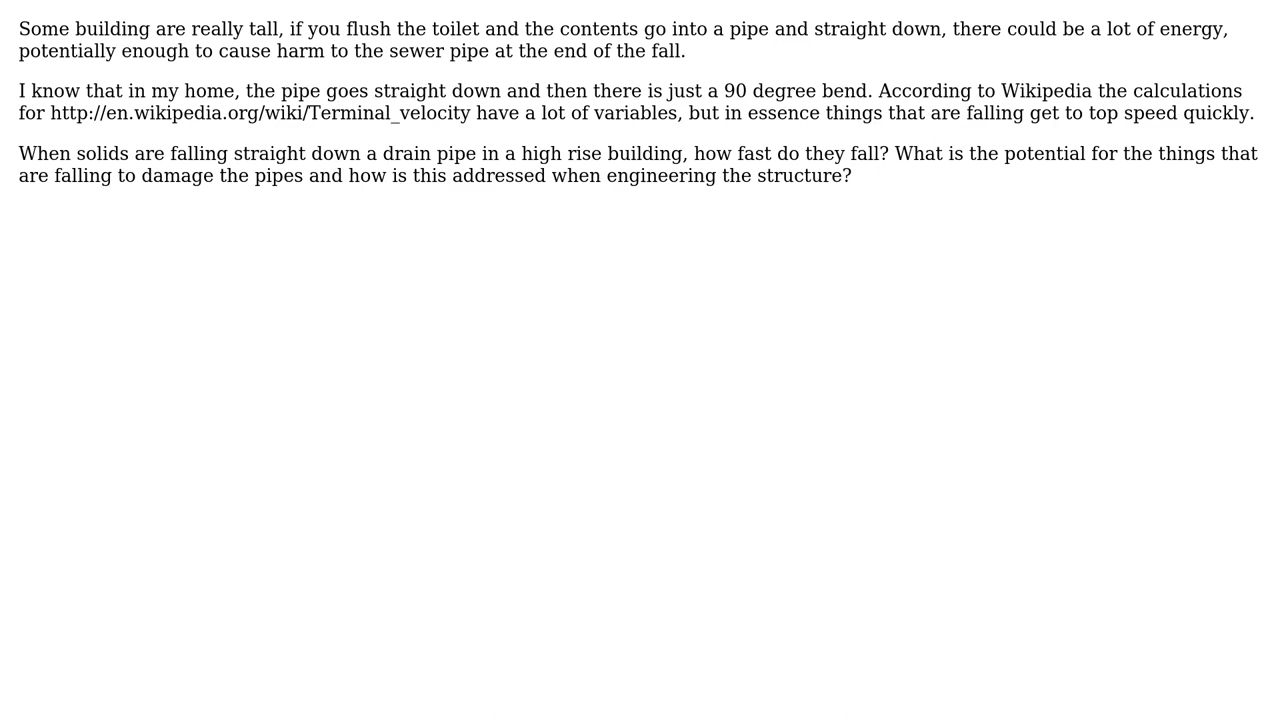 Some building are really tall, if you flush the toilet and the contents go into a pipe and straight down, there could be a lot of energy,
potentially enough to cause harm to the sewer pipe at the end of the fall.
I know that in my home, the pipe goes straight down and then there is just a 90 degree bend. According to Wikipedia the calculations
for http://en.wikipedia.org/wiki/Terminal_velocity have a lot of variables, but in essence things that are falling get to top speed quickly.
When solids are falling straight down a drain pipe in a high rise building, how fast do they fall? What is the potential for the things that
are falling to damage the pipes and how is this addressed when engineering the structure?